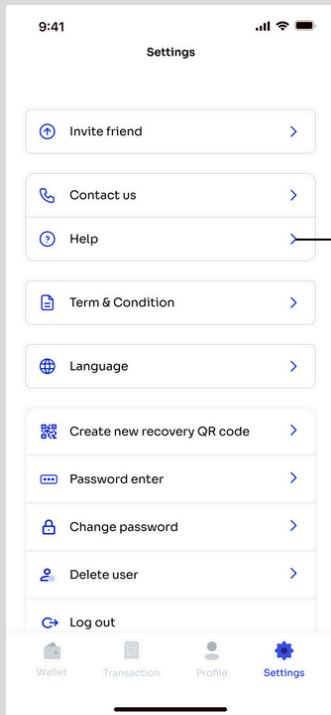 9:41
Settings
Invite friend
Contact us
Help
Term & Condition
Language
Create new recovery QR code
Password enter
Change password
Delete user
Log out
Wallet Transaction Profile Settings